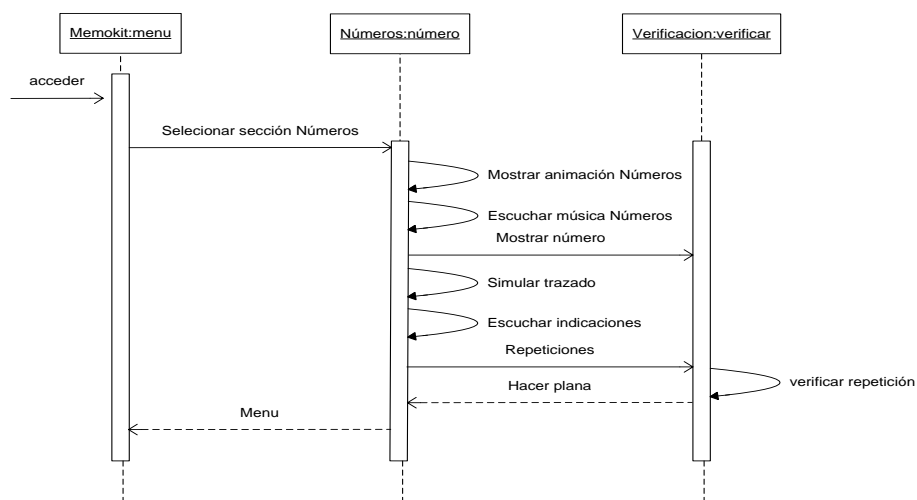 Memokit:menu
Números:número
Verificacion:verificar
acceder
Selecionar sección Números
Mostrar animación Números
Escuchar música Números
Mostrar número
Simular trazado
Escuchar indicaciones
Repeticiones
verificar repetición
Hacer plana
Menu